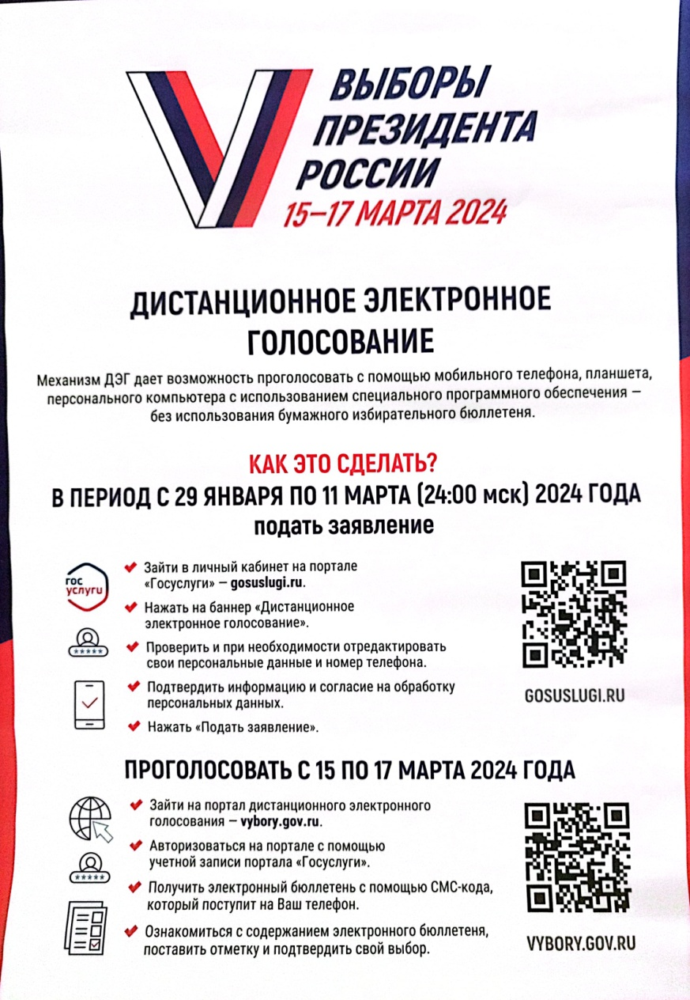 ВЫБОРЫ
ПРЕЗИДЕНТА
РОССИИ
15–17 МАРТА 2024
ДИСТАНЦИОННОЕ ЭЛЕКТРОННОЕ
ГОЛОСОВАНИЕ
Механизм ДЭГ дает возможность проголосовать с помощью мобильного телефона, планшета,
персонального компьютера с использованием специального программного обеспечения –
без использования бумажного избирательного бюллетеня.
КАК ЭТО СДЕЛАТЬ?
В ПЕРИОД С 29 ЯНВАРЯ ПО 11 МАРТА (24:00 мск) 2024 ГОДА
подать заявление
гос
услуги
Зайти в личный кабинет на портале
«Госуслуги» – gosuslugi.ru.
Нажать на баннер «Дистанционное
электронное голосование».
Проверить и при необходимости отредактировать
свои персональные данные и номер телефона.
Подтвердить информацию и согласие на обработку
персональных данных.
Нажать «Подать заявление».
GOSUSLUGI.RU
ПРОГОЛОСОВАТЬ С 15 ПО 17 МАРТА 2024 ГОДА
Зайти на портал дистанционного электронного
голосования – vybory.gov.ru.
Авторизоваться на портале с помощью
учетной записи портала «Госуслуги».
Получить электронный бюллетень с помощью СМС-кода,
который поступит на Ваш телефон.
Ознакомиться с содержанием электронного бюллетеня,
поставить отметку и подтвердить свой выбор.
VYBORY.GOV.RU